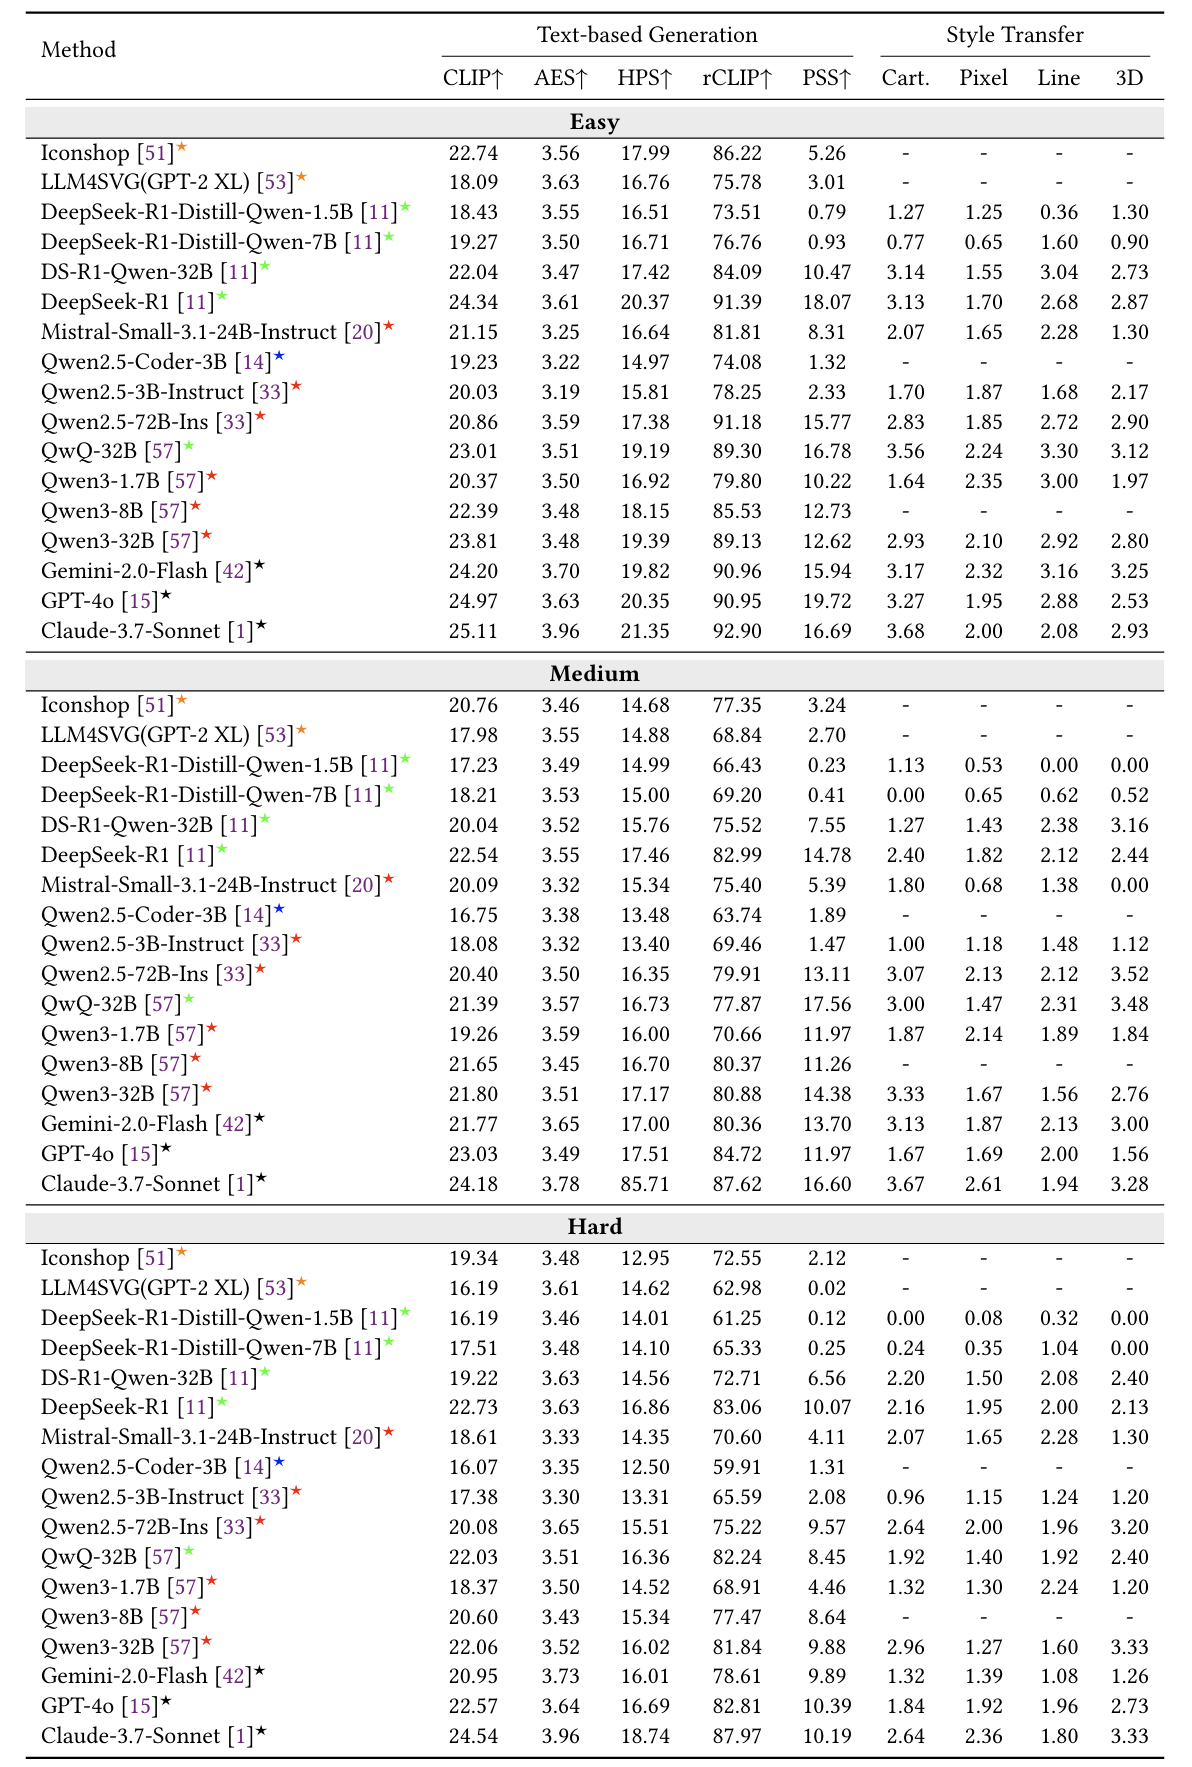 Method Text-based Generation Style Transfer
CLIP↑ AES↑ HPS↑ rCLIP↑ PSS↑ Cart. Pixel Line 3D
Easy
Iconshop [51]★ 22.74 3.56 17.99 86.22 5.26 - - - -
LLM4SVG(GPT-2 XL) [53]★ 18.09 3.63 16.76 75.78 3.01 - - - -
DeepSeek-R1-Distill-Qwen-1.5B [11]★ 18.43 3.55 16.51 73.51 0.79 1.27 1.25 0.36 1.30
DeepSeek-R1-Distill-Qwen-7B [11]★ 19.27 3.50 16.71 76.76 0.93 0.77 0.65 1.60 0.90
DS-R1-Qwen-32B [11]★ 22.04 3.47 17.42 84.09 10.47 3.14 1.55 3.04 2.73
DeepSeek-R1 [11]★ 24.34 3.61 20.37 91.39 18.07 3.13 1.70 2.68 2.87
Mistral-Small-3.1-24B-Instruct [20]★ 21.15 3.25 16.64 81.81 8.31 2.07 1.65 2.28 1.30
Qwen2.5-Coder-3B [14]★ 19.23 3.22 14.97 74.08 1.32 - - - -
Qwen2.5-3B-Instruct [33]★ 20.03 3.19 15.81 78.25 2.33 1.70 1.87 1.68 2.17
Qwen2.5-72B-Ins [33]★ 20.86 3.59 17.38 91.18 15.77 2.83 1.85 2.72 2.90
QwQ-32B [57]★ 23.01 3.51 19.19 89.30 16.78 3.56 2.24 3.30 3.12
Qwen3-1.7B [57]★ 20.37 3.50 16.92 79.80 10.22 1.64 2.35 3.00 1.97
Qwen3-8B [57]★ 22.39 3.48 18.15 85.53 12.73 - - - -
Qwen3-32B [57]★ 23.81 3.48 19.39 89.13 12.62 2.93 2.10 2.92 2.80
Gemini-2.0-Flash [42]★ 24.20 3.70 19.82 90.96 15.94 3.17 2.32 3.16 3.25
GPT-4o [15]★ 24.97 3.63 20.35 90.95 19.72 3.27 1.95 2.88 2.53
Claude-3.7-Sonnet [1]★ 25.11 3.96 21.35 92.90 16.69 3.68 2.00 2.08 2.93
Medium
Iconshop [51]★ 20.76 3.46 14.68 77.35 3.24 - - - -
LLM4SVG(GPT-2 XL) [53]★ 17.98 3.55 14.88 68.84 2.70 - - - -
DeepSeek-R1-Distill-Qwen-1.5B [11]★ 17.23 3.49 14.99 66.43 0.23 1.13 0.53 0.00 0.00
DeepSeek-R1-Distill-Qwen-7B [11]★ 18.21 3.53 15.00 69.20 0.41 0.00 0.65 0.62 0.52
DS-R1-Qwen-32B [11]★ 20.04 3.52 15.76 75.52 7.55 1.27 1.43 2.38 3.16
DeepSeek-R1 [11]★ 22.54 3.55 17.46 82.99 14.78 2.40 1.82 2.12 2.44
Mistral-Small-3.1-24B-Instruct [20]★ 20.09 3.32 15.34 75.40 5.39 1.80 0.68 1.38 0.00
Qwen2.5-Coder-3B [14]★ 16.75 3.38 13.48 63.74 1.89 - - - -
Qwen2.5-3B-Instruct [33]★ 18.08 3.32 13.40 69.46 1.47 1.00 1.18 1.48 1.12
Qwen2.5-72B-Ins [33]★ 20.40 3.50 16.35 79.91 13.11 3.07 2.13 2.12 3.52
QwQ-32B [57]★ 21.39 3.57 16.73 77.87 17.56 3.00 1.47 2.31 3.48
Qwen3-1.7B [57]★ 19.26 3.59 16.00 70.66 11.97 1.87 2.14 1.89 1.84
Qwen3-8B [57]★ 21.65 3.45 16.70 80.37 11.26 - - - -
Qwen3-32B [57]★ 21.80 3.51 17.17 80.88 14.38 3.33 1.67 1.56 2.76
Gemini-2.0-Flash [42]★ 21.77 3.65 17.00 80.36 13.70 3.13 1.87 2.13 3.00
GPT-4o [15]★ 23.03 3.49 17.51 84.72 11.97 1.67 1.69 2.00 1.56
Claude-3.7-Sonnet [1]★ 24.18 3.78 85.71 87.62 16.60 3.67 2.61 1.94 3.28
Hard
Iconshop [51]★ 19.34 3.48 12.95 72.55 2.12 - - - -
LLM4SVG(GPT-2 XL) [53]★ 16.19 3.61 14.62 62.98 0.02 - - - -
DeepSeek-R1-Distill-Qwen-1.5B [11]★ 16.19 3.46 14.01 61.25 0.12 0.00 0.08 0.32 0.00
DeepSeek-R1-Distill-Qwen-7B [11]★ 17.51 3.48 14.10 65.33 0.25 0.24 0.35 1.04 0.00
DS-R1-Qwen-32B [11]★ 19.22 3.63 14.56 72.71 6.56 2.20 1.50 2.08 2.40
DeepSeek-R1 [11]★ 22.73 3.63 16.86 83.06 10.07 2.16 1.95 2.00 2.13
Mistral-Small-3.1-24B-Instruct [20]★ 18.61 3.33 14.35 70.60 4.11 2.07 1.65 2.28 1.30
Qwen2.5-Coder-3B [14]★ 16.07 3.35 12.50 59.91 1.31 - - - -
Qwen2.5-3B-Instruct [33]★ 17.38 3.30 13.31 65.59 2.08 0.96 1.15 1.24 1.20
Qwen2.5-72B-Ins [33]★ 20.08 3.65 15.51 75.22 9.57 2.64 2.00 1.96 3.20
QwQ-32B [57]★ 22.03 3.51 16.36 82.24 8.45 1.92 1.40 1.92 2.40
Qwen3-1.7B [57]★ 18.37 3.50 14.52 68.91 4.46 1.32 1.30 2.24 1.20
Qwen3-8B [57]★ 20.60 3.43 15.34 77.47 8.64 - - - -
Qwen3-32B [57]★ 22.06 3.52 16.02 81.84 9.88 2.96 1.27 1.60 3.33
Gemini-2.0-Flash [42]★ 20.95 3.73 16.01 78.61 9.89 1.32 1.39 1.08 1.26
GPT-4o [15]★ 22.57 3.64 16.69 82.81 10.39 1.84 1.92 1.96 2.73
Claude-3.7-Sonnet [1]★ 24.54 3.96 18.74 87.97 10.19 2.64 2.36 1.80 3.33